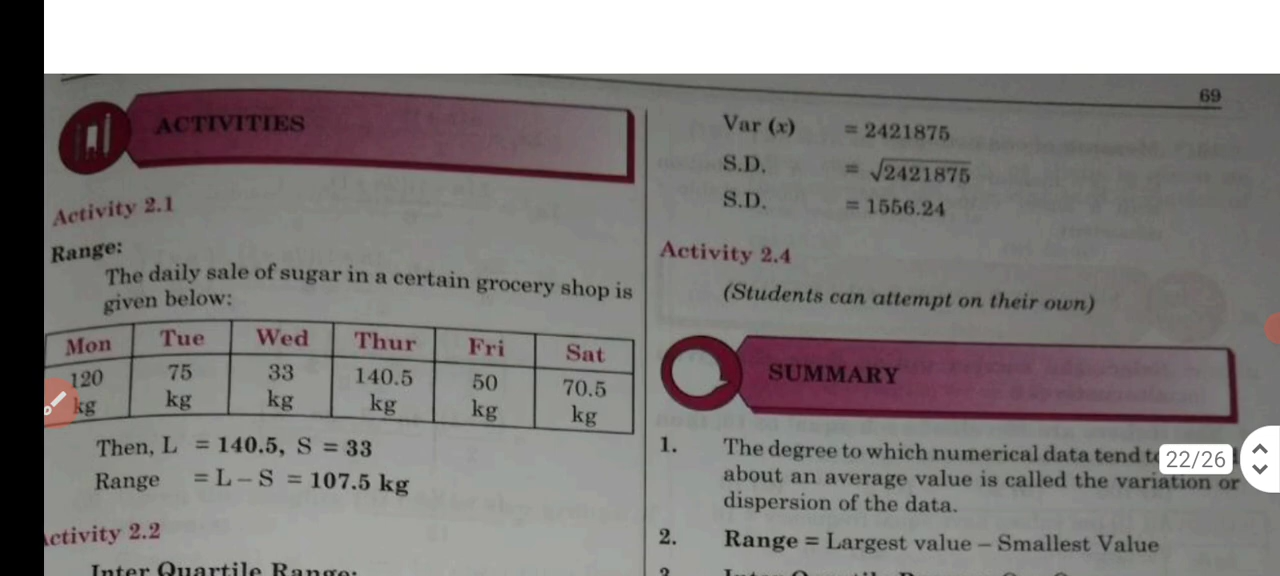 69
ACTIVITIES
Activity 2.1
Range:
The daily sale of sugar in a certain grocery shop is
given below:
Mon Tue Wed Thur Fri Sat
120 75 33 140.5 50 70.5
kg kg kg kg kg kg
Then, L = 140.5, S = 33
Range = L – S = 107.5 kg
ctivity 2.2
Inter Quartile Range:
Var (x) = 2421875
S.D. = √2421875
S.D. = 1556.24
Activity 2.4
(Students can attempt on their own)
SUMMARY
1. The degree to which numerical data tend
about an average value is called the variation or
dispersion of the data.
2. Range = Largest value – Smallest Value
22/26